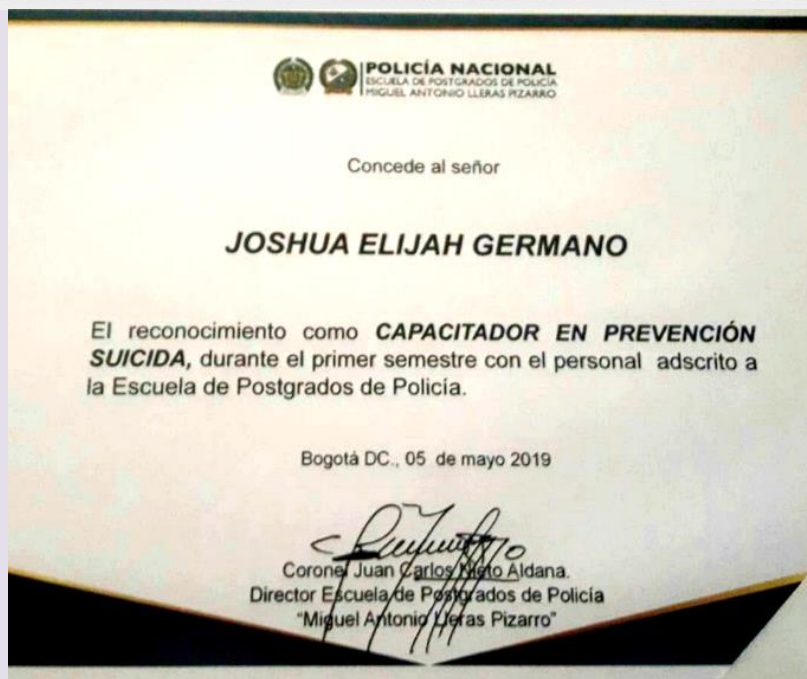 POLICÍA NACIONAL
ESCUELA DE POSTGRADOS DE POLICÍA
MIGUEL ANTONIO LLERAS PIZARRO
Concede al señor
JOSHUA ELIJAH GERMANO
El reconocimiento como CAPACITADOR EN PREVENCIÓN
SUICIDA, durante el primer semestre con el personal adscrito a
la Escuela de Postgrados de Policía.
Bogotá DC., 05 de mayo 2019
Coronel Juan Carlos Nieto Aldana.
Director Escuela de Postgrados de Policía
“Miguel Antonio Lleras Pizarro”